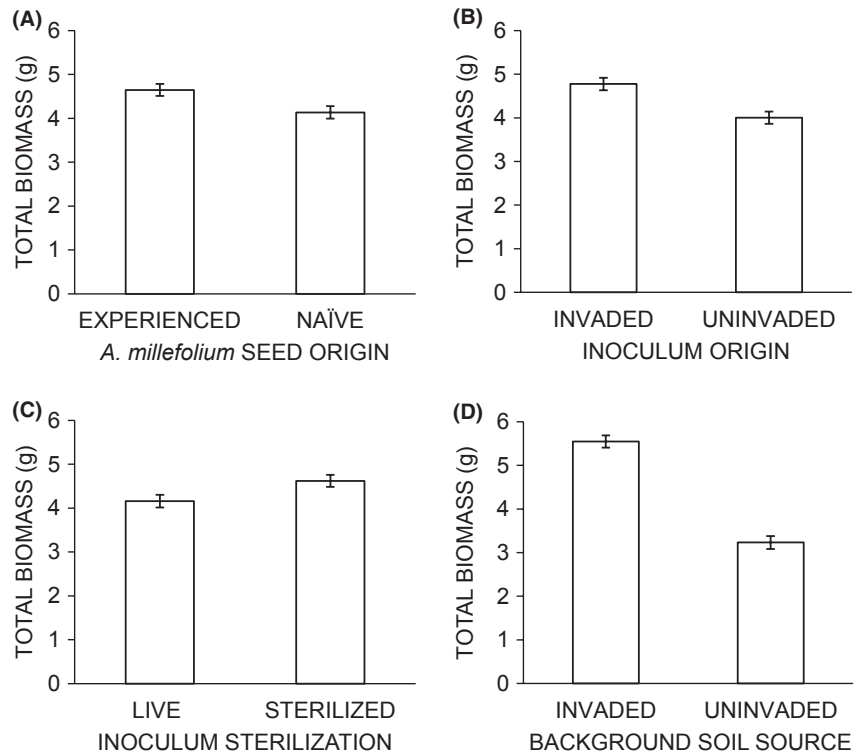 (A)
TOTAL BIOMASS (g)
6
5
4
3
2
1
0
EXPERIENCED NAÏVE
A. millefolium SEED ORIGIN
(B)
TOTAL BIOMASS (g)
6
5
4
3
2
1
0
INVADED UNINVADED
INOCULUM ORIGIN
(C)
TOTAL BIOMASS (g)
6
5
4
3
2
1
0
LIVE STERILIZED
INOCULUM STERILIZATION
(D)
TOTAL BIOMASS (g)
6
5
4
3
2
1
0
INVADED UNINVADED
BACKGROUND SOIL SOURCE